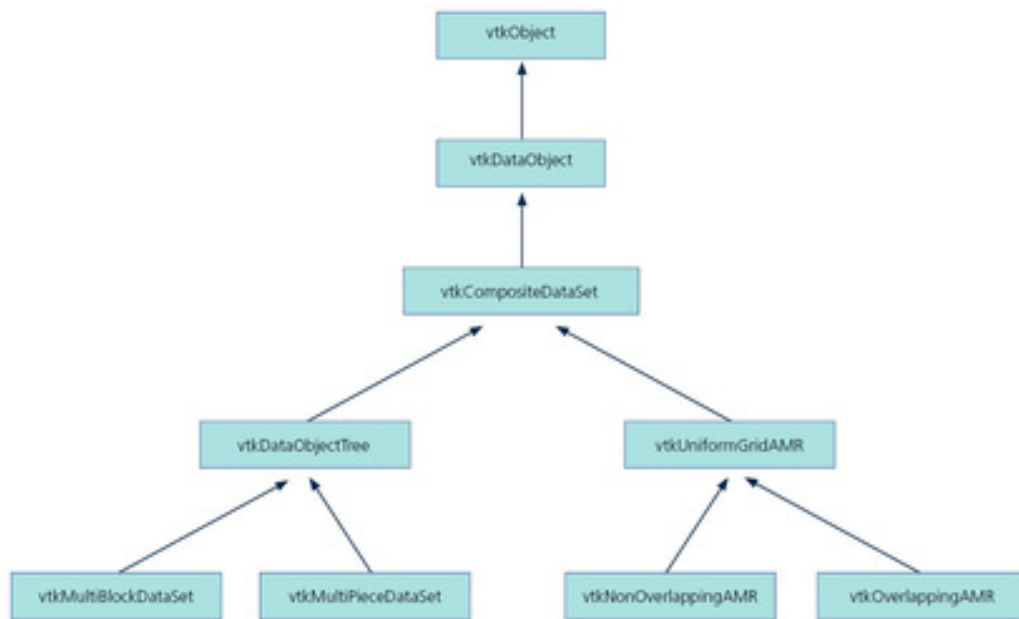 vtkObject
vtkDataObject
vtkCompositeDataSet
vtkDataObjectTree
vtkUniformGridAMR
vtkMultiBlockDataSet
vtkMultiPieceDataSet
vtkNonOverlappingAMR
vtkOverlappingAMR